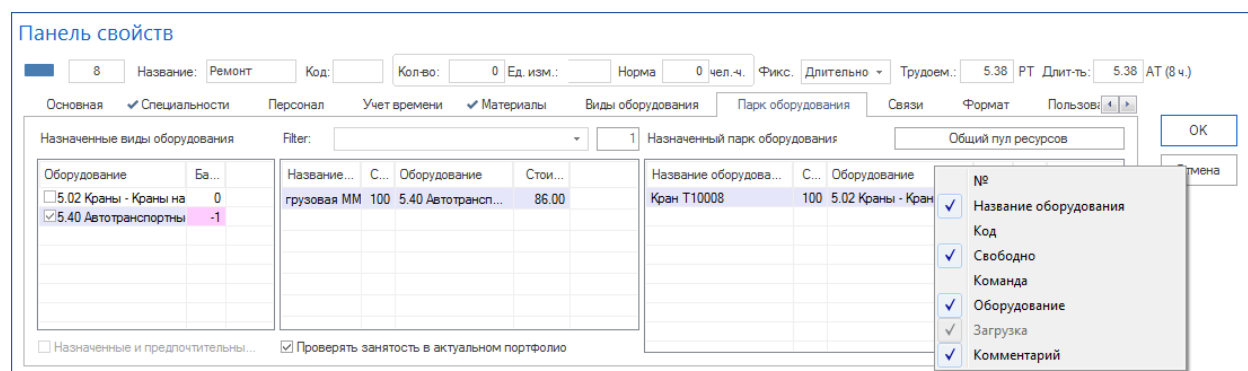 Панель свойств
8 Название: Ремонт Код: Кол-во: 0 Ед. изм.: Норма 0 чел.-ч. Фикс. Длительно Трудоем.: 5.38 РТ Длит-ть: 5.38 АТ (8 ч.)
Основная Специальности Персонал Учет времени Материалы Виды оборудования Парк оборудования Связи Формат Пользова
Назначенные виды оборудования Filter: 1 Назначенный парк оборудования Общий пул ресурсов OK
Оборудование Ба... Название... С... Оборудование Стои... Название оборудова... С... Оборудование
5.02 Краны - Краны на 0 грузовая ММ 100 5.40 Автотрансп... 86.00 Кран Т10008 100 5.02 Краны - Кран
5.40 Автотранспортны -1
№
Название оборудования
Код
Свободно
Команда
Оборудование
Загрузка
Комментарий
Назначенные и предпочтительны... Проверять занятость в актуальном портфолио